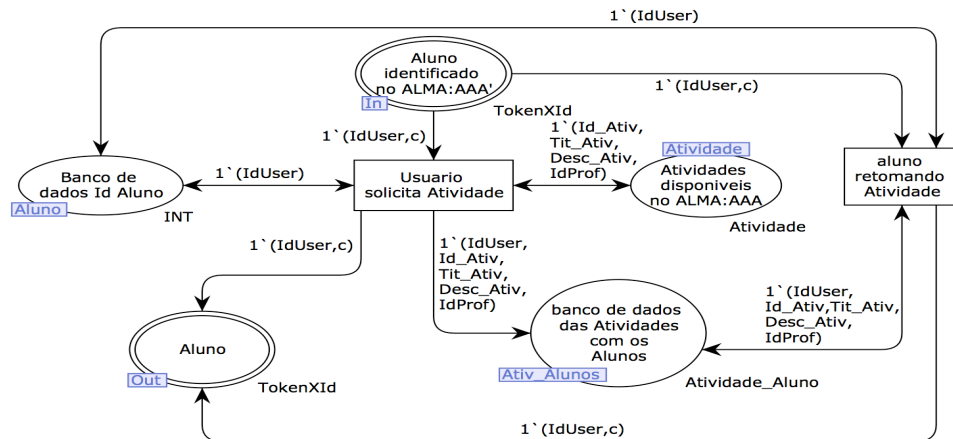 1`(IdUser)
Aluno
identificado
no ALMA:AAA'
In
TokenXId
1`(IdUser,c)
1`(IdUser,c)
1`(Id_Ativ,
Tit_Ativ,
Desc_Ativ,
IdProf)
Atividade
Banco de
dados Id Aluno
Aluno
INT
1`(IdUser)
Usuario
solicita Atividade
Atividades
disponiveis
no ALMA:AAA
Atividade
aluno
retomando
Atividade
1`(IdUser,c)
1`(IdUser,
Id_Ativ,
Tit_Ativ,
Desc_Ativ,
IdProf)
1`(IdUser,
Id_Ativ,Tit_Ativ,
Desc_Ativ,
IdProf)
Aluno
Out
TokenXId
banco de dados
das Atividades
com os
Alunos
Ativ_Alunos
Atividade_Aluno
1`(IdUser,c)